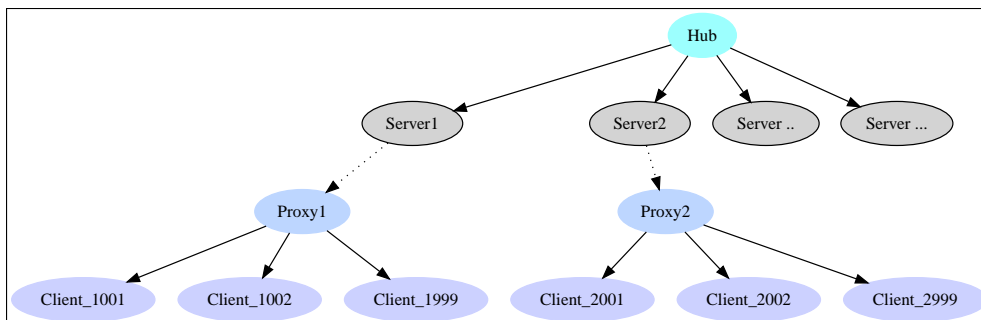 Hub
Server1 Server2 Server .. Server ...
Proxy1 Proxy2
Client_1001 Client_1002 Client_1999 Client_2001 Client_2002 Client_2999